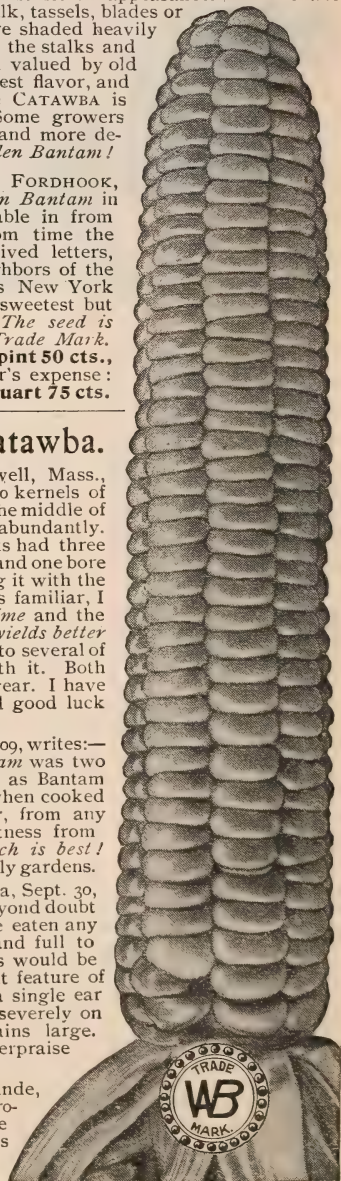 lk, tassels, blades or
e shaded heavily
the stalks and
valued by old
est flavor, and
CATAWBA is
Some growers
and more de-
len Bantam!
FORDHOOK,
n Bantam in
able in from
om time the
ived letters,
hbors of the
s New York
sweetest but
The seed is
Trade Mark.
pint 50 cts.,
r's expense:
uart 75 cts.
atawba.
well, Mass.,
o kernels of
he middle of
abundantly.
s had three
and one bore
g it with the
s familiar, I
me and the
yields better
to several of
th it. Both
ear. I have
d good luck
09, writes:—
am was two
as Bantam
when cooked
r, from any
tness from
ch is best!
ly gardens.
a, Sept. 30,
yond doubt
e eaten any
and full to
s would be
t feature of
a single ear
severely on
ains large.
erpraise
nde,
ro-
e
s
TRADE
WB
MARK.